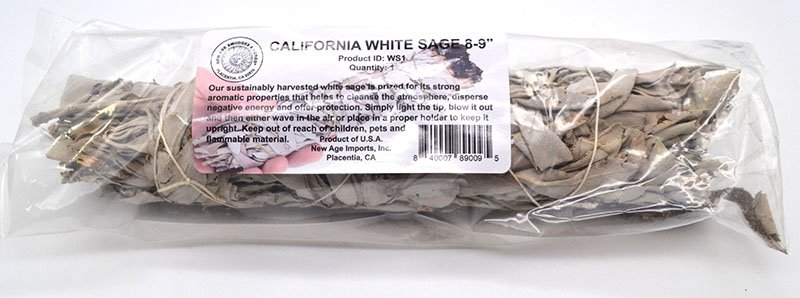 CALIFORNIA WHITE SAGE 8-9"
Product ID: WS1
Quantity: 1
Our sustainably harvested white sage is prized for its strong
aromatic properties that helps to cleanse the atmosphere, disperse
negative energy and offer protection. Simply light the tip, blow it out
and then either wave in the air or place in a proper holder to keep it
upright. Keep out of reach of children, pets and
flammable material.
Product of U.S.A.
New Age Imports, Inc.
Placentia, CA
8 40007 89009 5